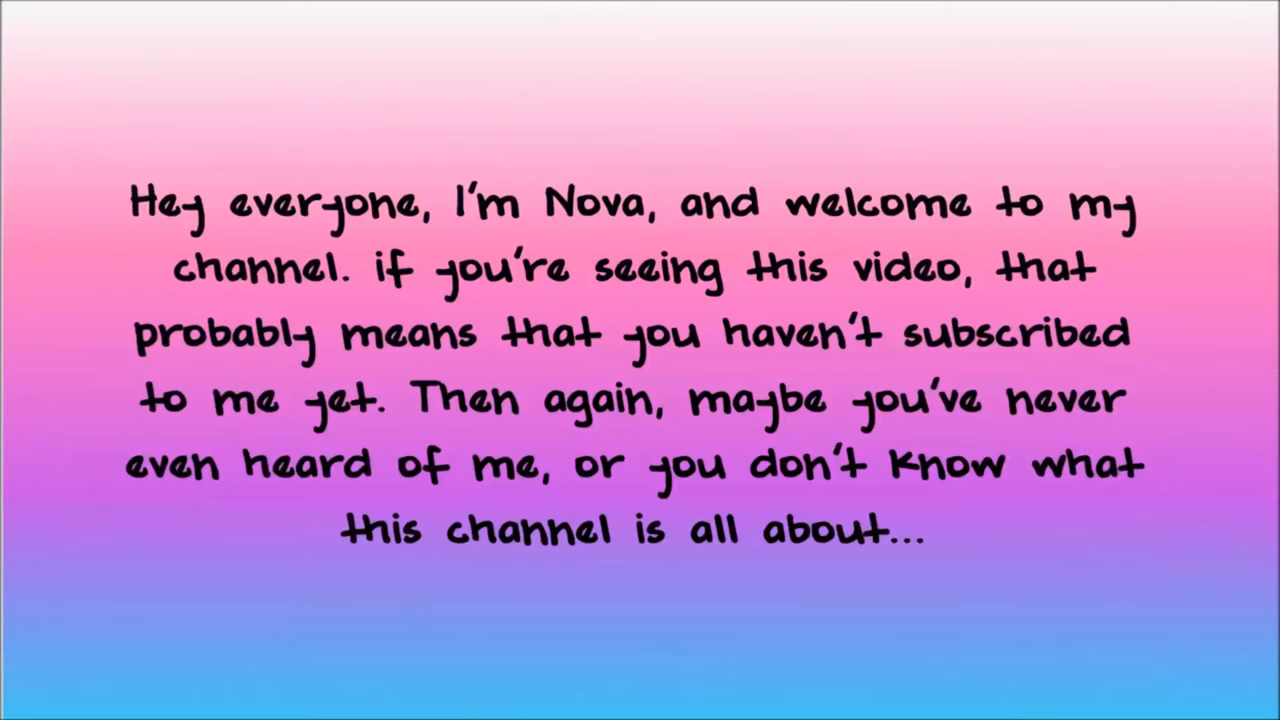 Hey everyone, I'm Nova, and welcome to my
channel. if you're seeing this video, that
probably means that you haven't subscribed
to me yet. Then again, maybe you've never
even heard of me, or you don't know what
this channel is all about...